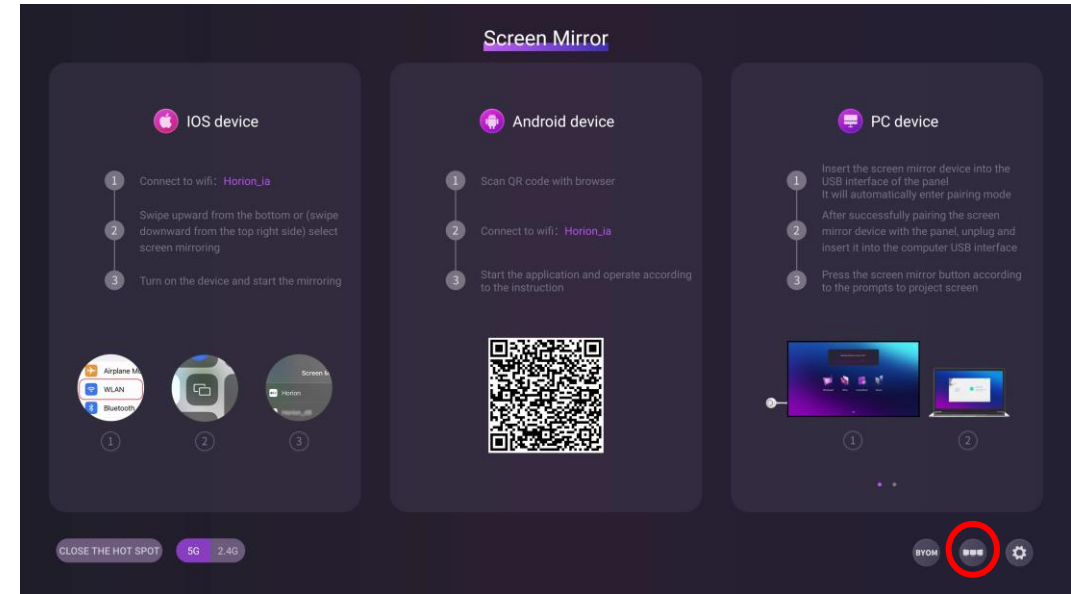 Screen Mirror
IOS device
1
Connect to wifi: Horion_ia
2
Swipe upward from the bottom or (swipe
downward from the top right side) select
screen mirroring
3
Turn on the device and start the mirroring
Airplane M
WLAN
Bluetooth
Screen M
Horion
1
2
3
Android device
1
Scan QR code with browser
2
Connect to wifi: Horion_ia
3
Start the application and operate according
to the instruction
PC device
1
Insert the screen mirror device into the
USB interface of the panel
It will automatically enter pairing mode
2
After successfully pairing the screen
mirror device with the panel, unplug and
insert it into the computer USB interface
3
Press the screen mirror button according
to the prompts to project screen
1
2
CLOSE THE HOT SPOT
5G 2.4G
BYOM